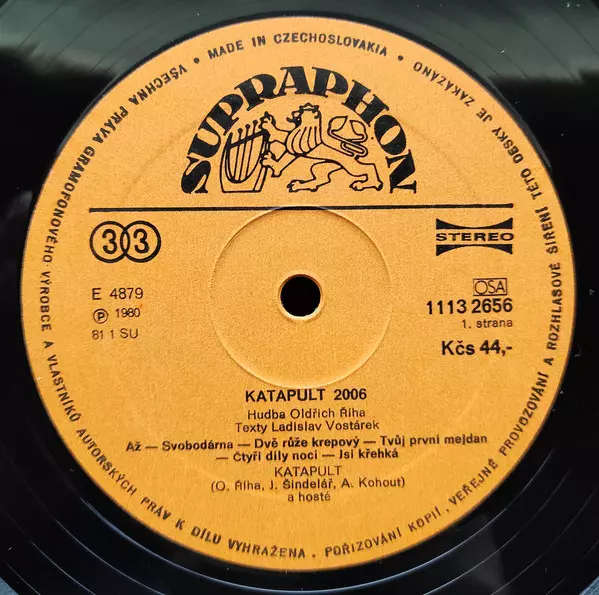 VŠECHNA PRÁVA GRAMOFONOVÉHO VÝROBCE A VLASTNÍKŮ AUTORSKÝCH PRÁV K DÍLU VYHRAŽENA. POŘIZOVÁNÍ KOPIÍ, VEŘEJNÉ PROVOZOVÁNÍ A ROZHLASOVÉ ŠÍŘENÍ TÉTO DESKY JE ZAKÁZÁNO • MADE IN CZECHOSLOVAKIA •
SUPRAPHON
33
STEREO
E 4879
Ⓟ 1980
81 1 SU
OSA
1113 2656
1. strana
Kčs 44,-
KATAPULT 2006
Hudba Oldřich Říha
Texty Ladislav Vostárek
Až — Svobodárna — Dvě růže krepový — Tvůj první mejdan
— Čtyři díly noci — Jsi křehká
KATAPULT
(O. Říha, J. Šindelář, A. Kohout)
a hosté